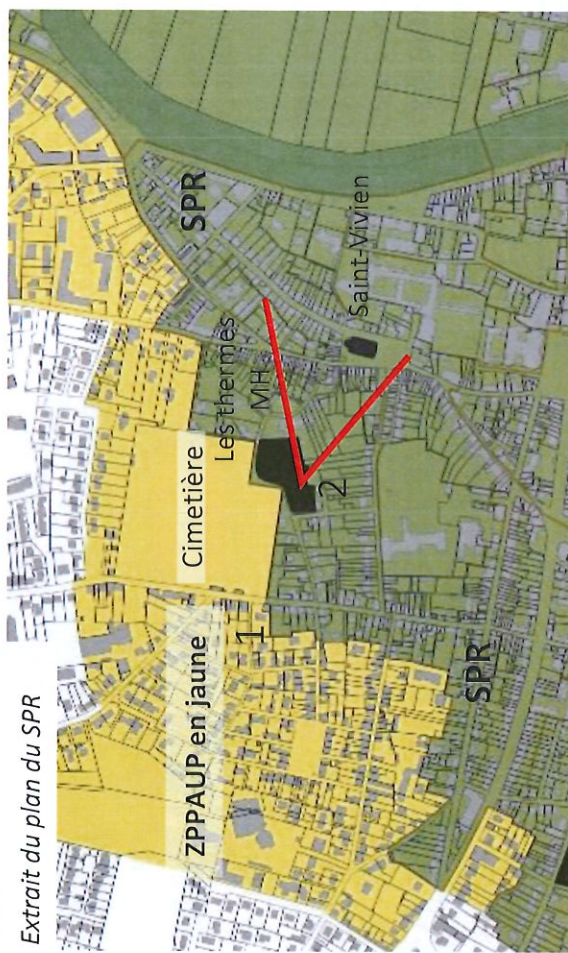 Extrait du plan du SPR
ZPPAUP en jaune
1
Cimetière
Les thermes
MH
2
SPR
Saint-Vivien
SPR